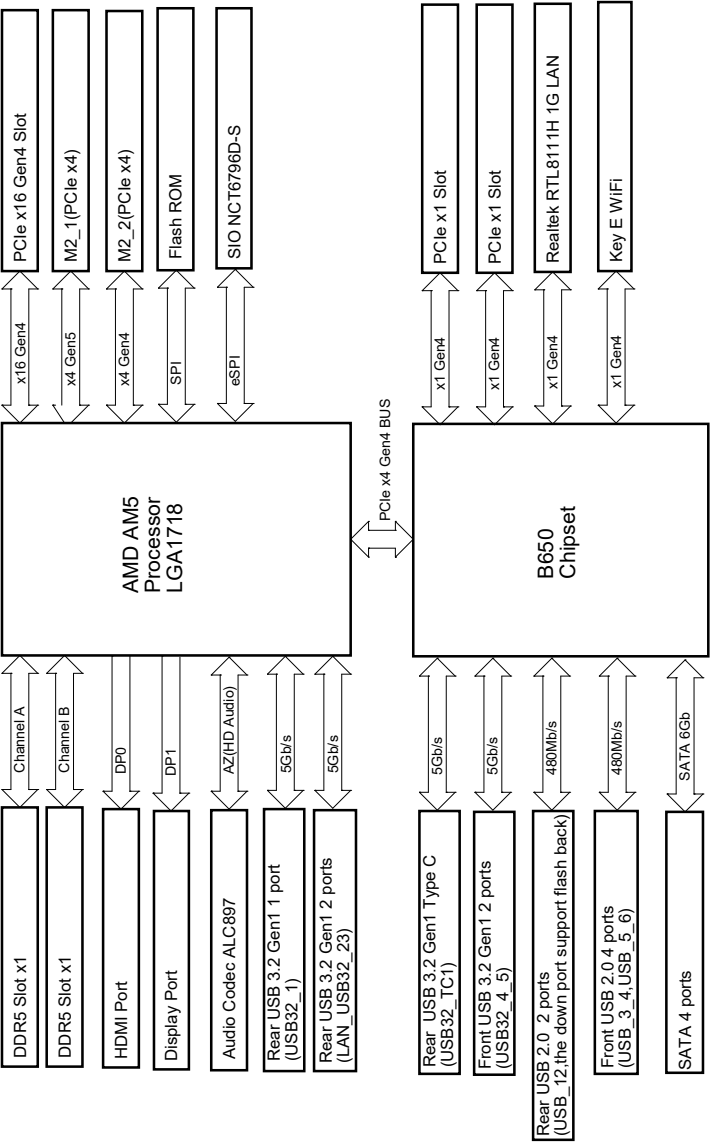 PCIe x16 Gen4 Slot
M2_1(PCIe x4)
M2_2(PCIe x4)
Flash ROM
SIO NCT6796D-S
x16 Gen4
x4 Gen5
x4 Gen4
SPI
eSPI
AMD AM5
Processor
LGA1718
Channel A
Channel B
DP0
DP1
AZ(HD Audio)
5Gb/s
5Gb/s
DDR5 Slot x1
DDR5 Slot x1
HDMI Port
Display Port
Audio Codec ALC897
Rear USB 3.2 Gen1 1 port
(USB32_1)
Rear USB 3.2 Gen1 2 ports
(LAN_USB32_23)
PCIe x4 Gen4 BUS
PCIe x1 Slot
PCIe x1 Slot
Realtek RTL8111H 1G LAN
Key E WiFi
x1 Gen4
x1 Gen4
x1 Gen4
x1 Gen4
B650
Chipset
5Gb/s
5Gb/s
480Mb/s
480Mb/s
SATA 6Gb
Rear USB 3.2 Gen1 Type C
(USB32_TC1)
Front USB 3.2 Gen1 2 ports
(USB32_4_5)
Rear USB 2.0 2 ports
(USB_12,the down port support flash back)
Front USB 2.0 4 ports
(USB_3_4,USB_5_6)
SATA 4 ports